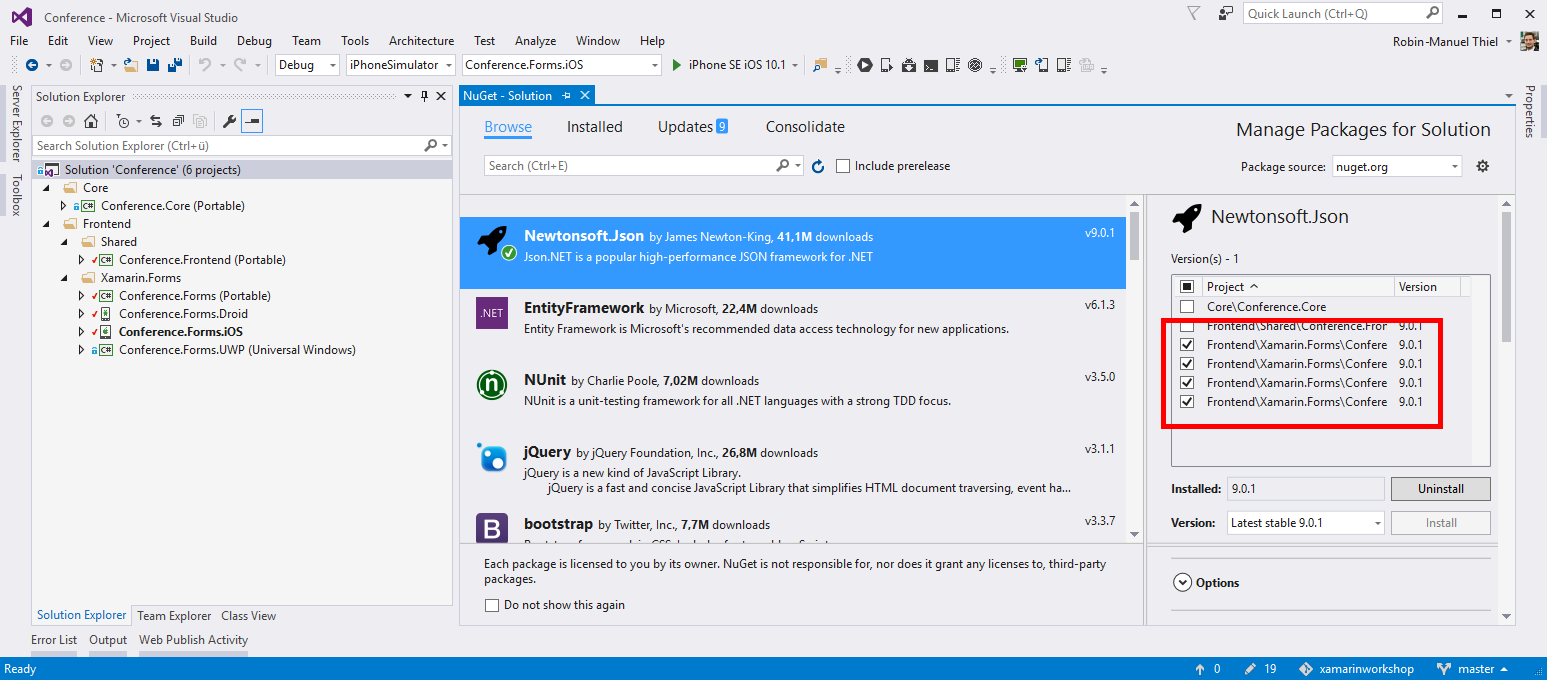 Conference - Microsoft Visual Studio
Quick Launch (Ctrl+Q)
File Edit View Project Build Debug Team Tools Architecture Test Analyze Window Help
Robin-Manuel Thiel
Debug iPhoneSimulator Conference.Forms.iOS iPhone SE iOS 10.1
Server Explorer
Toolbox
Solution Explorer
Search Solution Explorer (Ctrl+ü)
Solution 'Conference' (6 projects)
Core
C# Conference.Core (Portable)
Frontend
Shared
C# Conference.Frontend (Portable)
Xamarin.Forms
C# Conference.Forms (Portable)
Conference.Forms.Droid
Conference.Forms.iOS
C# Conference.Forms.UWP (Universal Windows)
Solution Explorer Team Explorer Class View
NuGet - Solution
Browse Installed Updates 9 Consolidate
Search (Ctrl+E)
Include prerelease
Manage Packages for Solution
Package source: nuget.org
Newtonsoft.Json by James Newton-King, 41,1M downloads v9.0.1
Json.NET is a popular high-performance JSON framework for .NET
.NET
EntityFramework by Microsoft, 22,4M downloads v6.1.3
Entity Framework is Microsoft's recommended data access technology for new applications.
n
NUnit by Charlie Poole, 7,02M downloads v3.5.0
NUnit is a unit-testing framework for all .NET languages with a strong TDD focus.
jQuery by jQuery Foundation, Inc., 26,8M downloads v3.1.1
jQuery is a new kind of JavaScript Library.
jQuery is a fast and concise JavaScript Library that simplifies HTML document traversing, event ha...
B
bootstrap by Twitter, Inc., 7,7M downloads v3.3.7
Each package is licensed to you by its owner. NuGet is not responsible for, nor does it grant any licenses to, third-party
packages.
Do not show this again
Newtonsoft.Json
Version(s) - 1
Project Version
Core\Conference.Core
Frontend\Shared\Conference.Fror 9.0.1
Frontend\Xamarin.Forms\Confere 9.0.1
Frontend\Xamarin.Forms\Confere 9.0.1
Frontend\Xamarin.Forms\Confere 9.0.1
Frontend\Xamarin.Forms\Confere 9.0.1
Installed: 9.0.1 Uninstall
Version: Latest stable 9.0.1 Install
Options
Properties
Error List Output Web Publish Activity
Ready
0 19 xamarinworkshop master